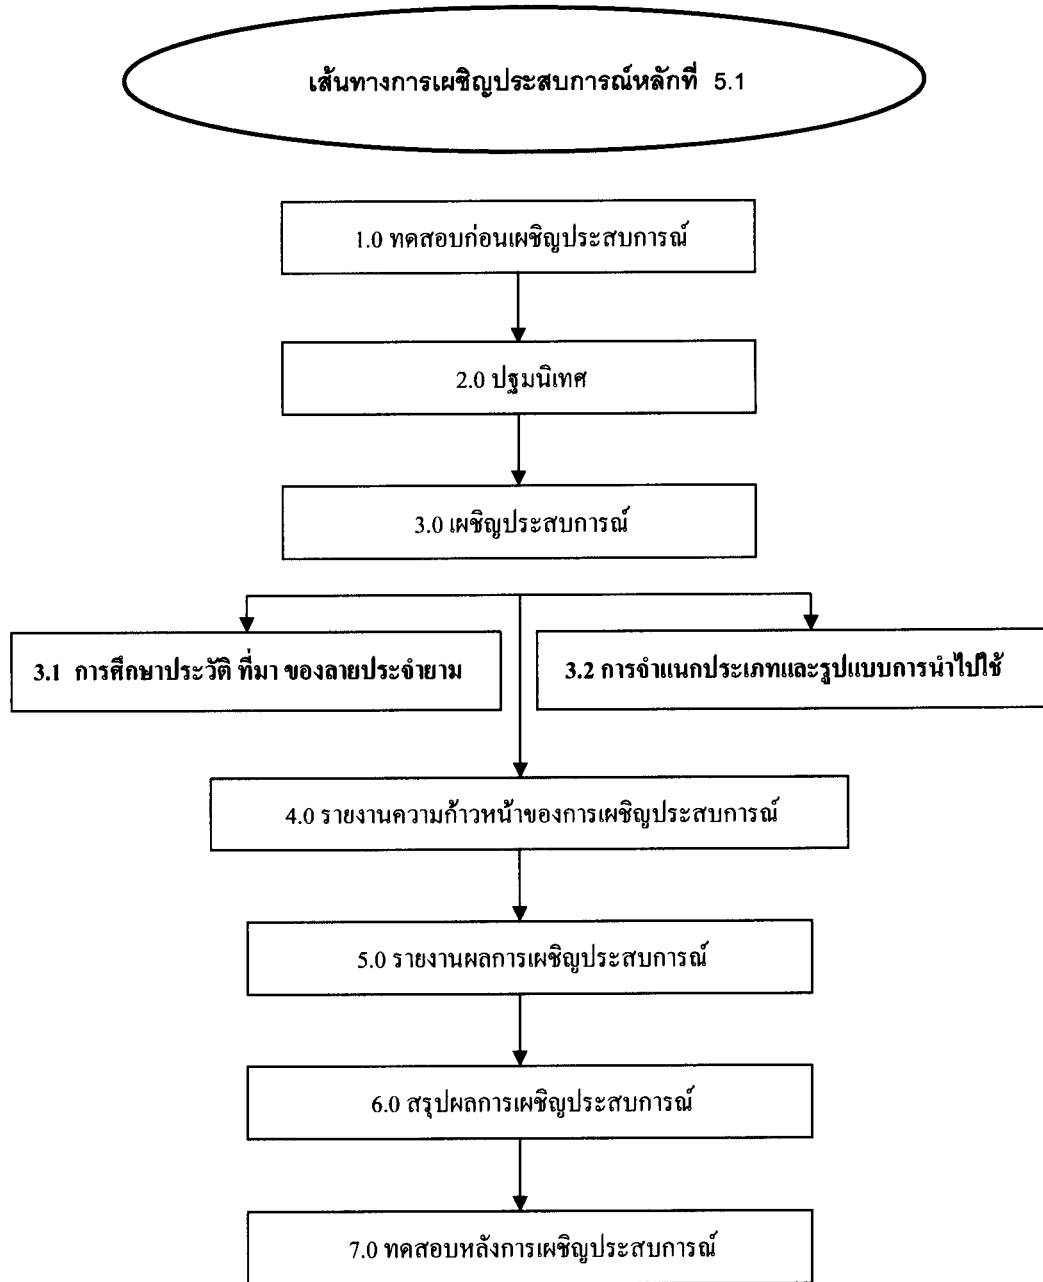 เส้นทางการเผชิญประสบการณ์หลักที่ 5.1
1.0 ทดสอบก่อนเผชิญประสบการณ์
2.0 ปฐมนิเทศ
3.0 เผชิญประสบการณ์
3.1 การศึกษาประวัติ ที่มา ของลายประจำยาม
3.2 การจำแนกประเภทและรูปแบบการนำไปใช้
4.0 รายงานความก้าวหน้าของการเผชิญประสบการณ์
5.0 รายงานผลการเผชิญประสบการณ์
6.0 สรุปผลการเผชิญประสบการณ์
7.0 ทดสอบหลังการเผชิญประสบการณ์